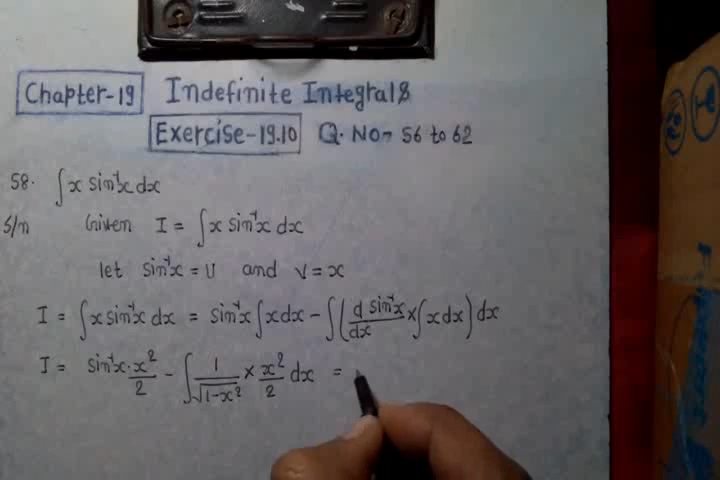 Chapter-19 Indefinite Integrals
Exercise-19.10 Q. NO- 56 to 62
58. ∫ x sin⁻¹x dx
S/n Given I = ∫ x sin⁻¹x dx
let sin⁻¹x = U and V = x
I = ∫ x sin⁻¹x dx = sin⁻¹x ∫ x dx - ∫ (d/dx sin⁻¹x × ∫ x dx) dx
I = sin⁻¹x · x²/2 - ∫ 1/√(1-x²) × x²/2 dx =